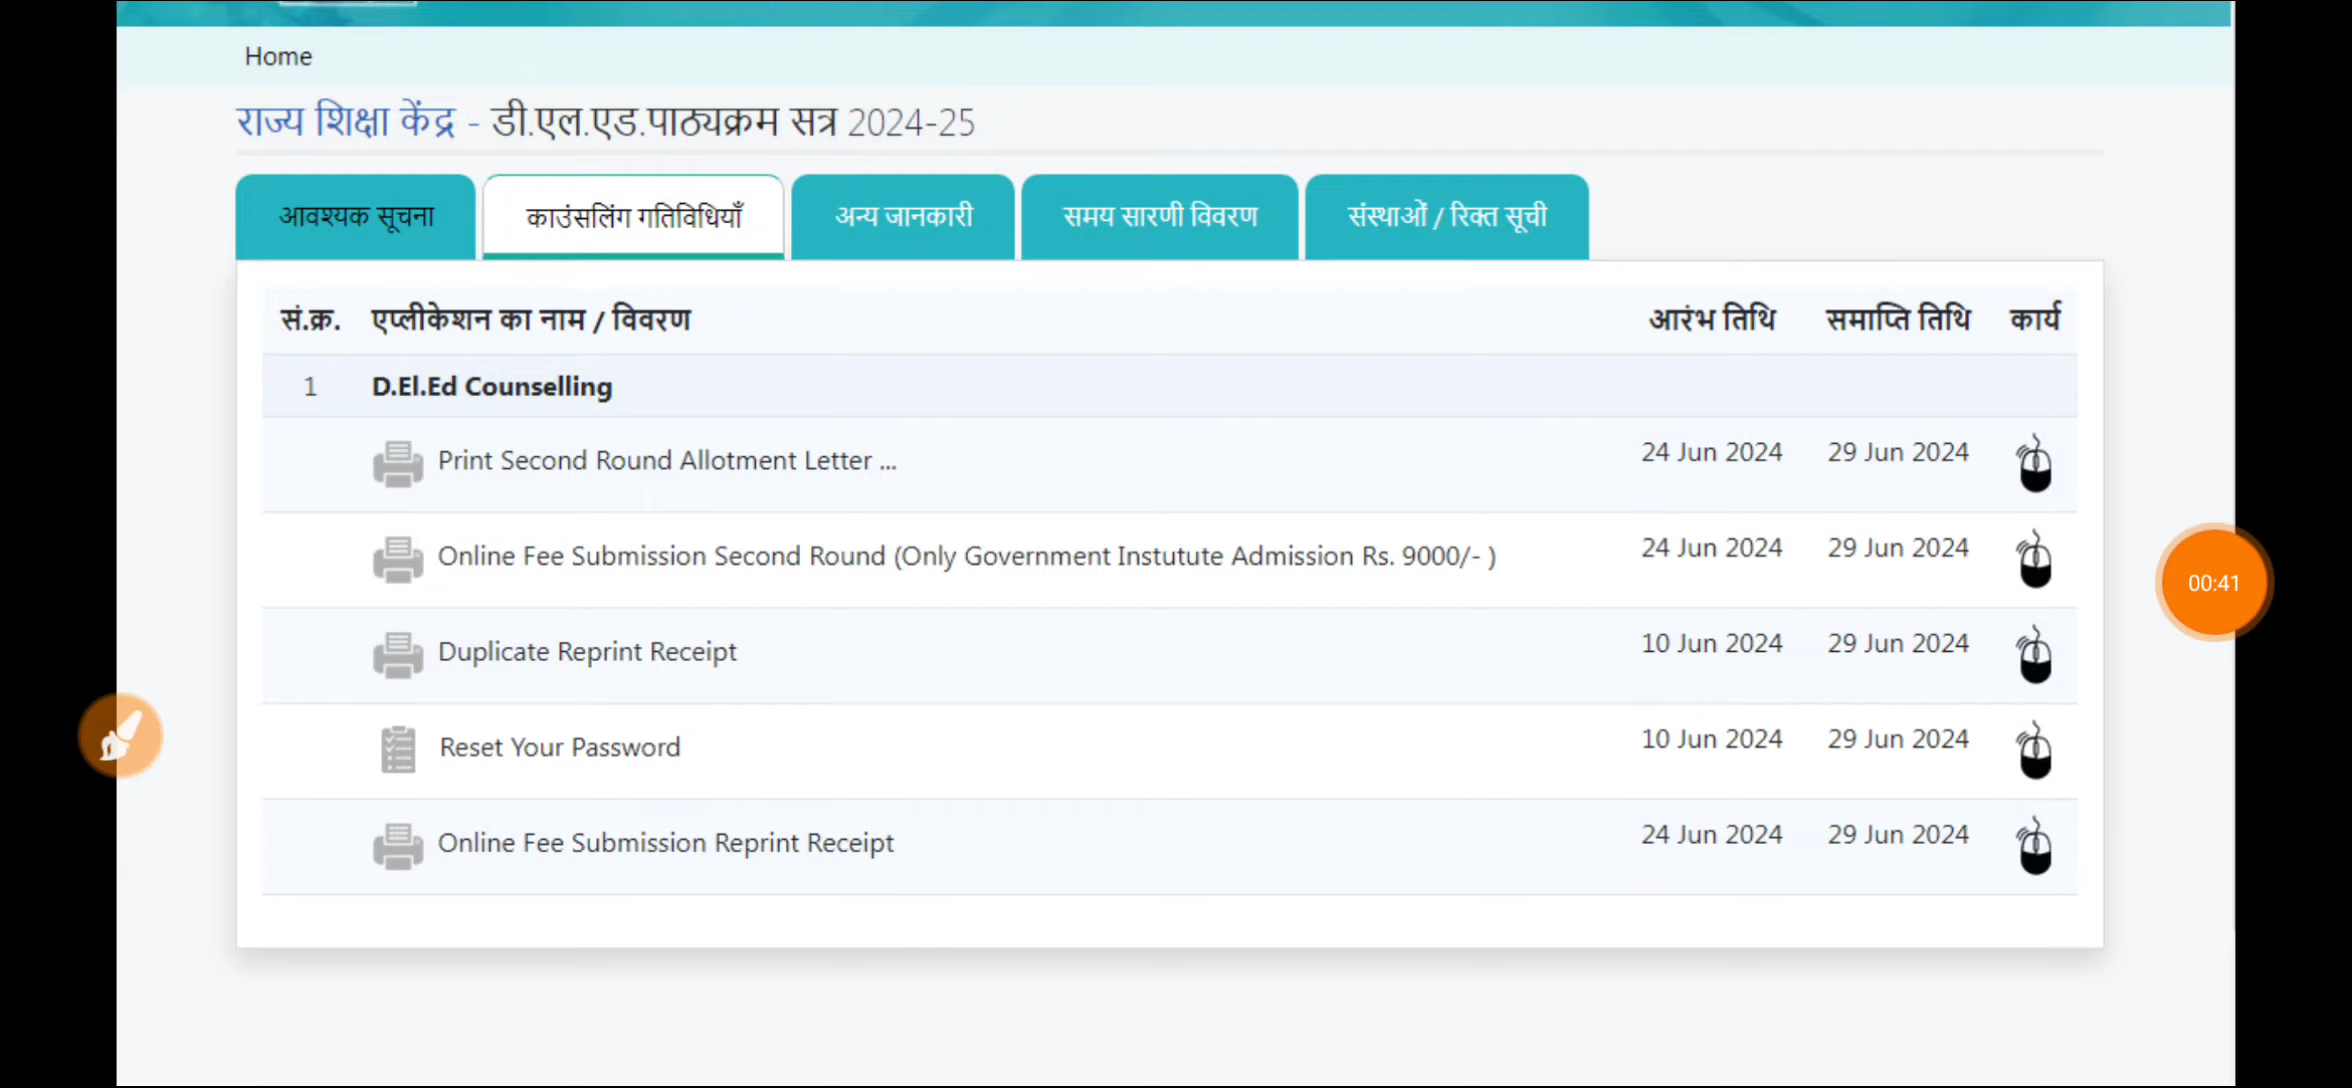 Home
राज्य शिक्षा केंद्र - डी.एल.एड.पाठ्यक्रम सत्र 2024-25
आवश्यक सूचना काउंसलिंग गतिविधियाँ अन्य जानकारी समय सारणी विवरण संस्थाओं / रिक्त सूची
सं.क्र. एप्लीकेशन का नाम / विवरण आरंभ तिथि समाप्ति तिथि कार्य
1 D.El.Ed Counselling
Print Second Round Allotment Letter ... 24 Jun 2024 29 Jun 2024
Online Fee Submission Second Round (Only Government Instutute Admission Rs. 9000/- ) 24 Jun 2024 29 Jun 2024
00:41
Duplicate Reprint Receipt 10 Jun 2024 29 Jun 2024
Reset Your Password 10 Jun 2024 29 Jun 2024
Online Fee Submission Reprint Receipt 24 Jun 2024 29 Jun 2024